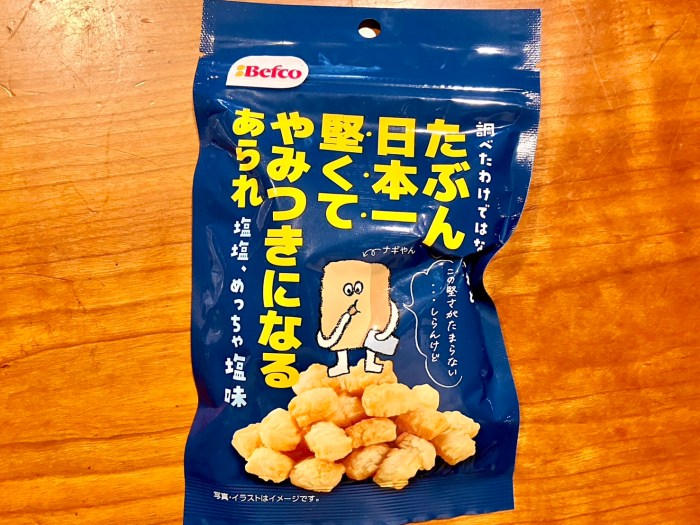 Befco
調べたわけではな
たぶん
日本一
堅くて
やみつきになる
あられ
塩塩、めっちゃ塩味
ナギやん
この堅さがたまらない
・・・しらんけど
写真・イラストはイメージです。